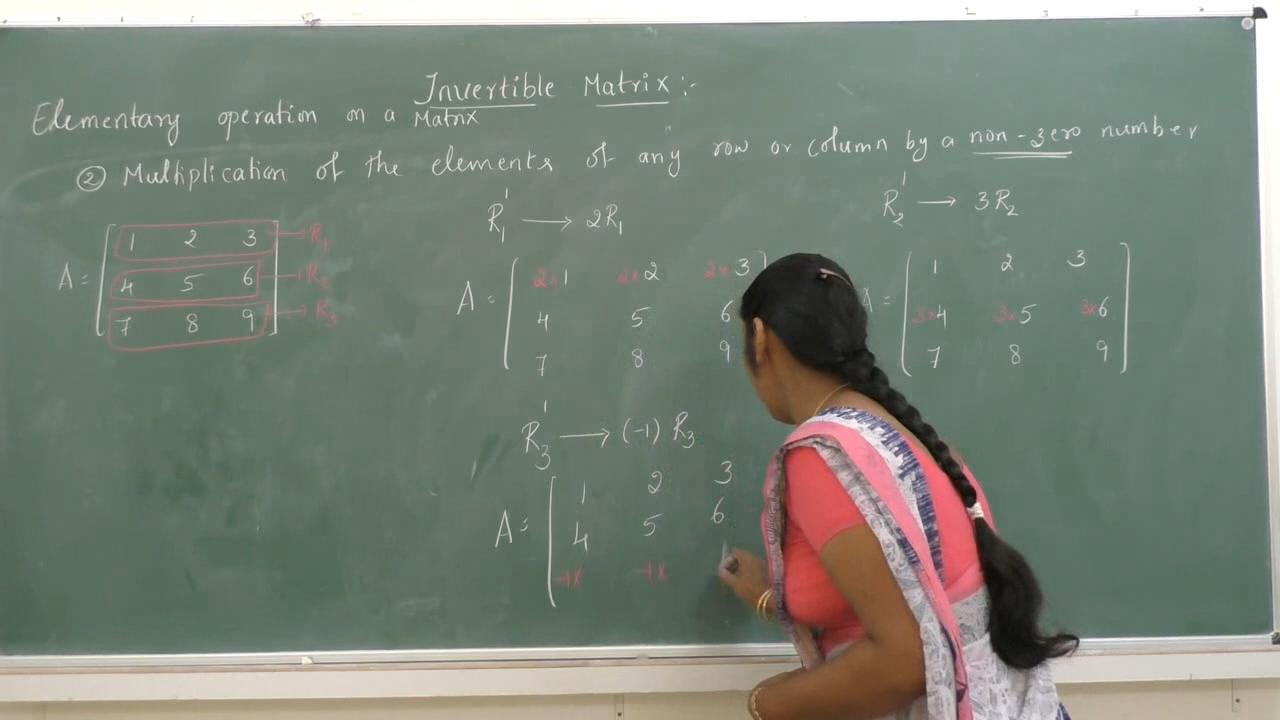 Invertible Matrix :-
Elementary operation on a Matrix
② Multiplication of the elements of any row or column by a non-zero number
A = [ 1 2 3 → R₁
4 5 6 → R₂
7 8 9 ] → R₃
R₁' → 2R₁
A = [ 2×1 2×2 2×3 ]
4 5 6
7 8 9
R₂' → 3R₂
A = [ 1 2 3 ]
3×4 3×5 3×6
7 8 9
R₃' → (-1) R₃
A = [ 1 2 3
4 5 6
-1× -1×